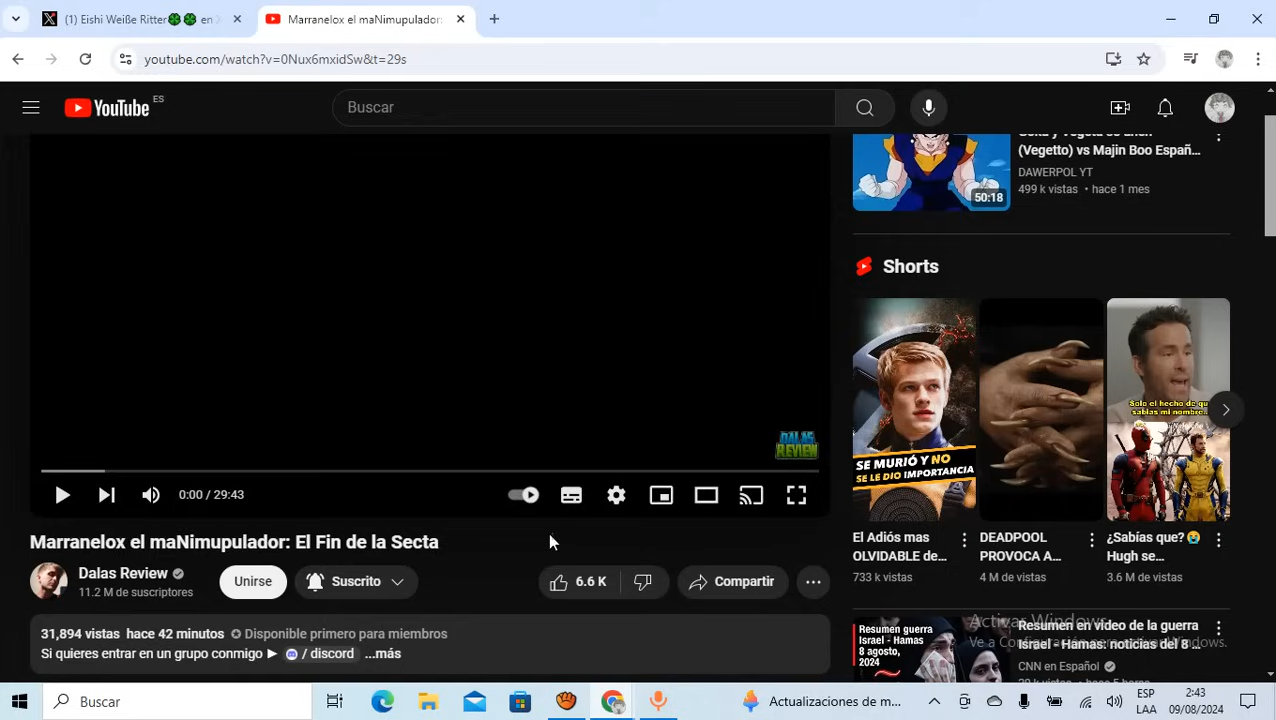 (1) Eishi Weiße Ritter🍀🍀 en
Marranelox el maNimupulador:
youtube.com/watch?v=0Nux6mxidSw&t=29s
YouTube ES
Buscar
(Vegetto) vs Majin Boo Españ...
DAWERPOL YT
499 k vistas • hace 1 mes
50:18
Shorts
Solo el hecho de que
sabías mi nombre...
SE MURIÓ Y NO
SE LE DIO IMPORTANCIA
El Adiós mas
OLVIDABLE de...
733 k vistas
DEADPOOL
PROVOCA A...
4 M de vistas
¿Sabías que?😭
Hugh se...
3.6 M de vistas
DALAS
REVIEW
0:00 / 29:43
Marranelox el maNimupulador: El Fin de la Secta
Dalas Review
11.2 M de suscriptores
Unirse
Suscrito
6.6 K
Compartir
31,894 vistas hace 42 minutos Disponible primero para miembros
Si quieres entrar en un grupo conmigo ► / discord ...más
Resumen guerra
Israel - Hamas
8 agosto,
2024
Resumen en video de la guerra
Israel - Hamas: noticias del 8 ...
CNN en Español
Activar Windows
Ve a Configuración para activar Windows.
Buscar
Actualizaciones de m...
ESP
LAA
2:43
09/08/2024